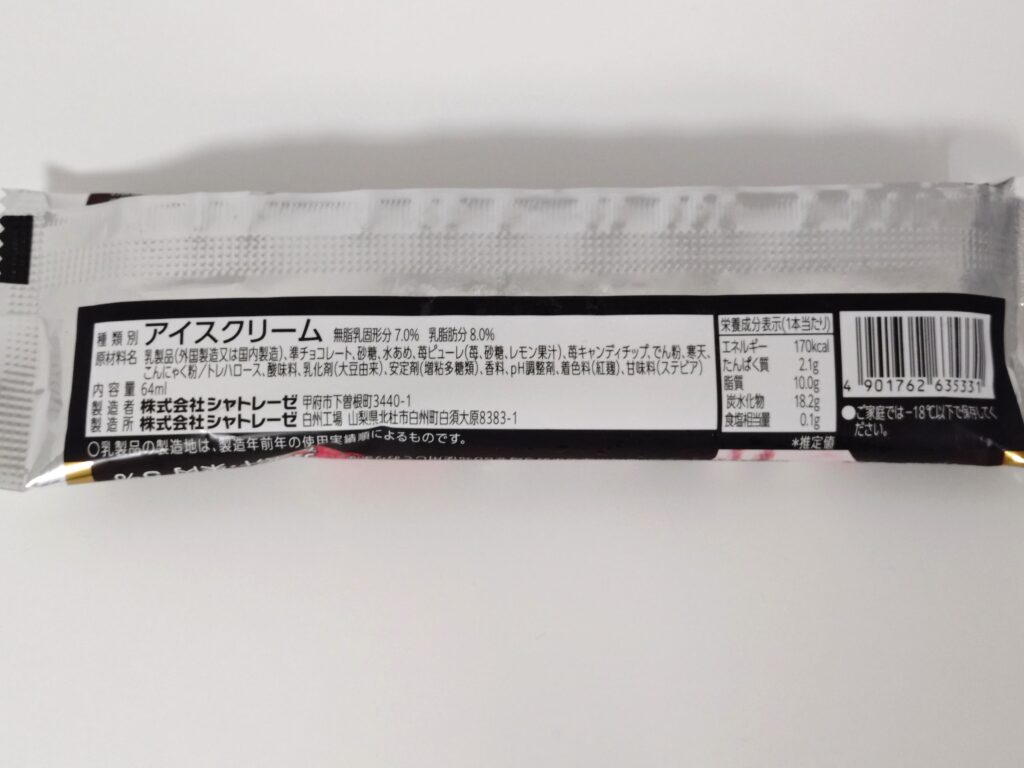 種類別 アイスクリーム 無脂乳固形分 7.0% 乳脂肪分 8.0%
原材料名 乳製品(外国製造又は国内製造)、準チョコレート、砂糖、水あめ、苺ピューレ(苺、砂糖、レモン果汁)、苺キャンディチップ、でん粉、寒天、
こんにゃく粉/トレハロース、酸味料、乳化剤(大豆由来)、安定剤(増粘多糖類)、香料、pH調整剤、着色料(紅麹)、甘味料(ステビア)
内容量 64ml
製造者 株式会社シャトレーゼ 甲府市下曽根町3440-1
製造所 株式会社シャトレーゼ 白州工場 山梨県北杜市白州町白須大原8383-1
○乳製品の製造地は、製造年前年の使用実績順によるものです。
栄養成分表示(1本当たり)
エネルギー 170kcal
たんぱく質 2.1g
脂質 10.0g
炭水化物 18.2g
食塩相当量 0.1g
*推定値
4 901762 635331
●ご家庭では-18℃以下で保存してく
ださい。